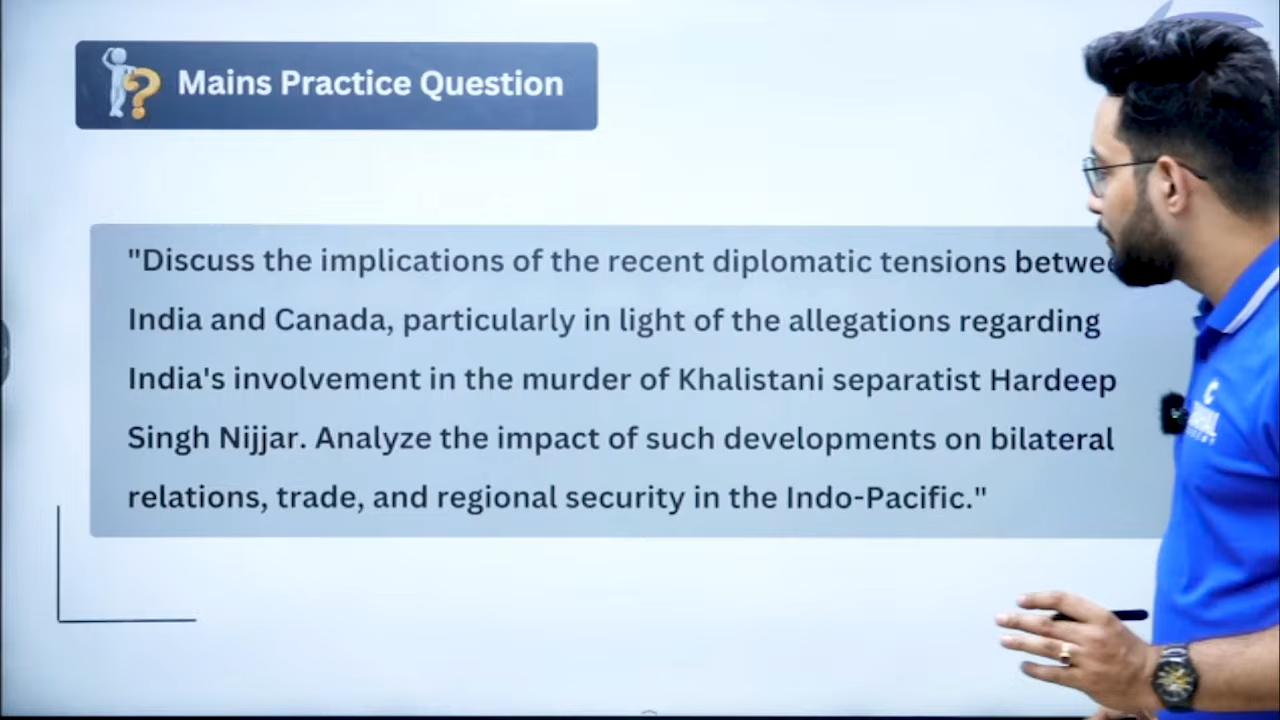 Mains Practice Question
"Discuss the implications of the recent diplomatic tensions betwe
India and Canada, particularly in light of the allegations regarding
India's involvement in the murder of Khalistani separatist Hardeep
Singh Nijjar. Analyze the impact of such developments on bilateral
relations, trade, and regional security in the Indo-Pacific."